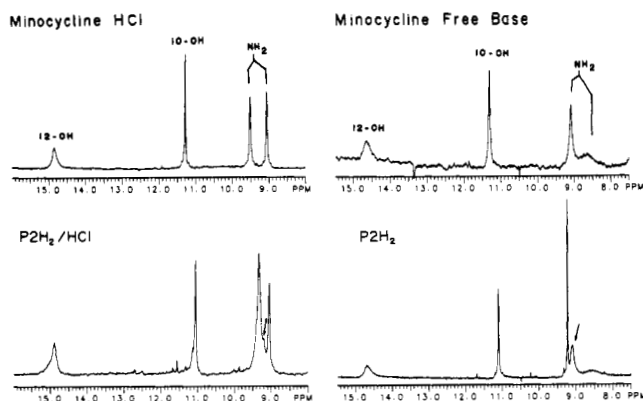 Minocycline HCl
Minocycline Free Base
12-OH
10-OH
NH2
15.0 14.0 13.0 12.0 11.0 10.0 9.0 PPM
12-OH
10-OH
NH2
15.0 14.0 13.0 12.0 11.0 10.0 9.0 8.0 PPM
P2H2/HCl
15.0 14.0 13.0 12.0 11.0 10.0 9.0 PPM
P2H2
15.0 14.0 13.0 12.0 11.0 10.0 9.0 8.0 PPM